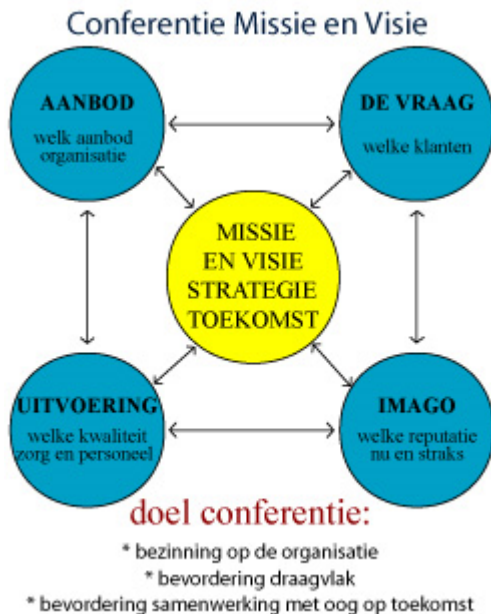 Conferentie Missie en Visie
AANBOD
welk aanbod
organisatie
DE VRAAG
welke klanten
MISSIE
EN VISIE
STRATEGIE
TOEKOMST
UITVOERING
welke kwaliteit
zorg en personeel
IMAGO
welke reputatie
nu en straks
doel conferentie:
* bezinning op de organisatie
* bevordering draagvlak
* bevordering samenwerking met oog op toekomst